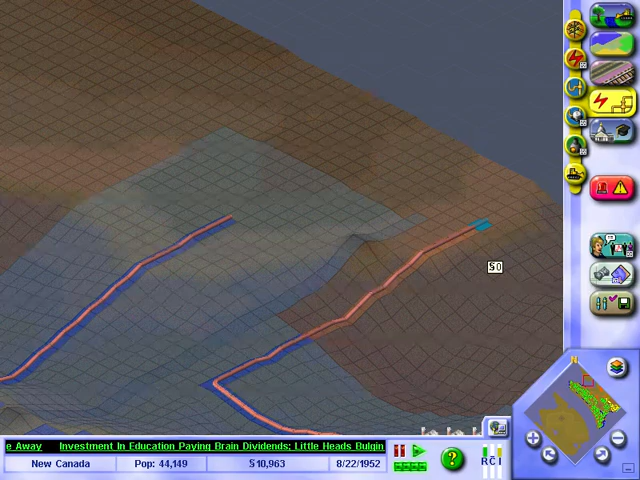 §0
N
e Away    Investment In Education Paying Brain Dividends; Little Heads Bulgin
New Canada    Pop: 44,149    §10,963    8/22/1952
R C I